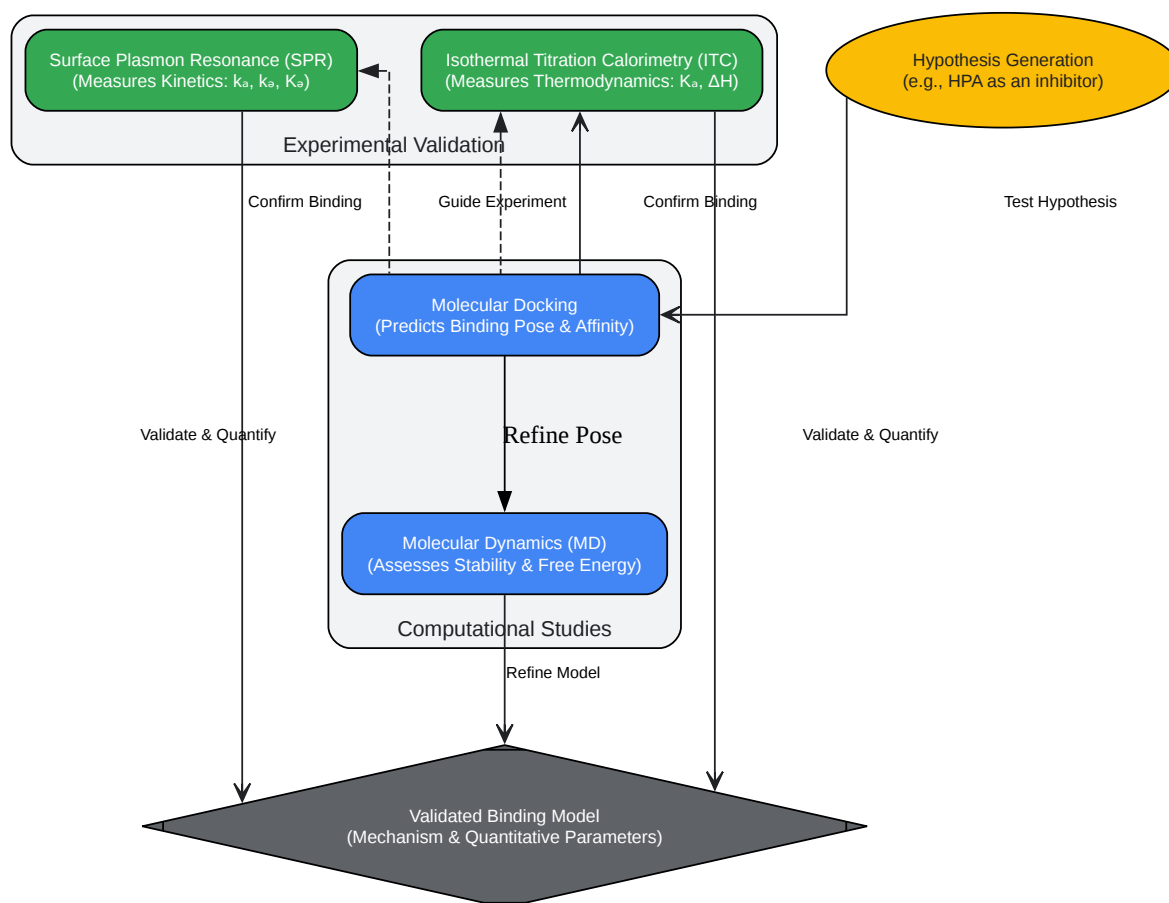 Surface Plasmon Resonance (SPR)
(Measures Kinetics: kₐ, kₔ, Kₔ)
Isothermal Titration Calorimetry (ITC)
(Measures Thermodynamics: Kₐ, ΔH)
Hypothesis Generation
(e.g., HPA as an inhibitor)
Experimental Validation
Confirm Binding
Guide Experiment
Confirm Binding
Test Hypothesis
Molecular Docking
(Predicts Binding Pose & Affinity)
Validate & Quantify
Refine Pose
Validate & Quantify
Molecular Dynamics (MD)
(Assesses Stability & Free Energy)
Computational Studies
Refine Model
Validated Binding Model
(Mechanism & Quantitative Parameters)